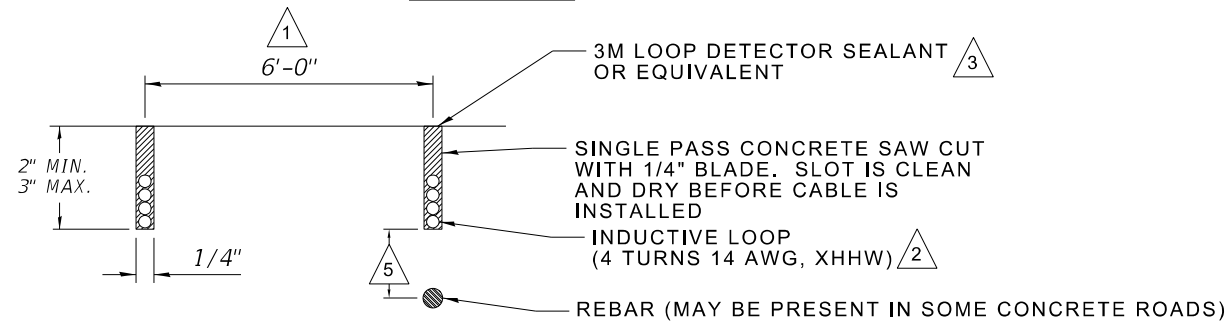 1
6'-0"
3M LOOP DETECTOR SEALANT
OR EQUIVALENT
3
2" MIN.
3" MAX.
SINGLE PASS CONCRETE SAW CUT
WITH 1/4" BLADE. SLOT IS CLEAN
AND DRY BEFORE CABLE IS
INSTALLED
1/4"
INDUCTIVE LOOP
(4 TURNS 14 AWG, XHHW)
2
5
REBAR (MAY BE PRESENT IN SOME CONCRETE ROADS)